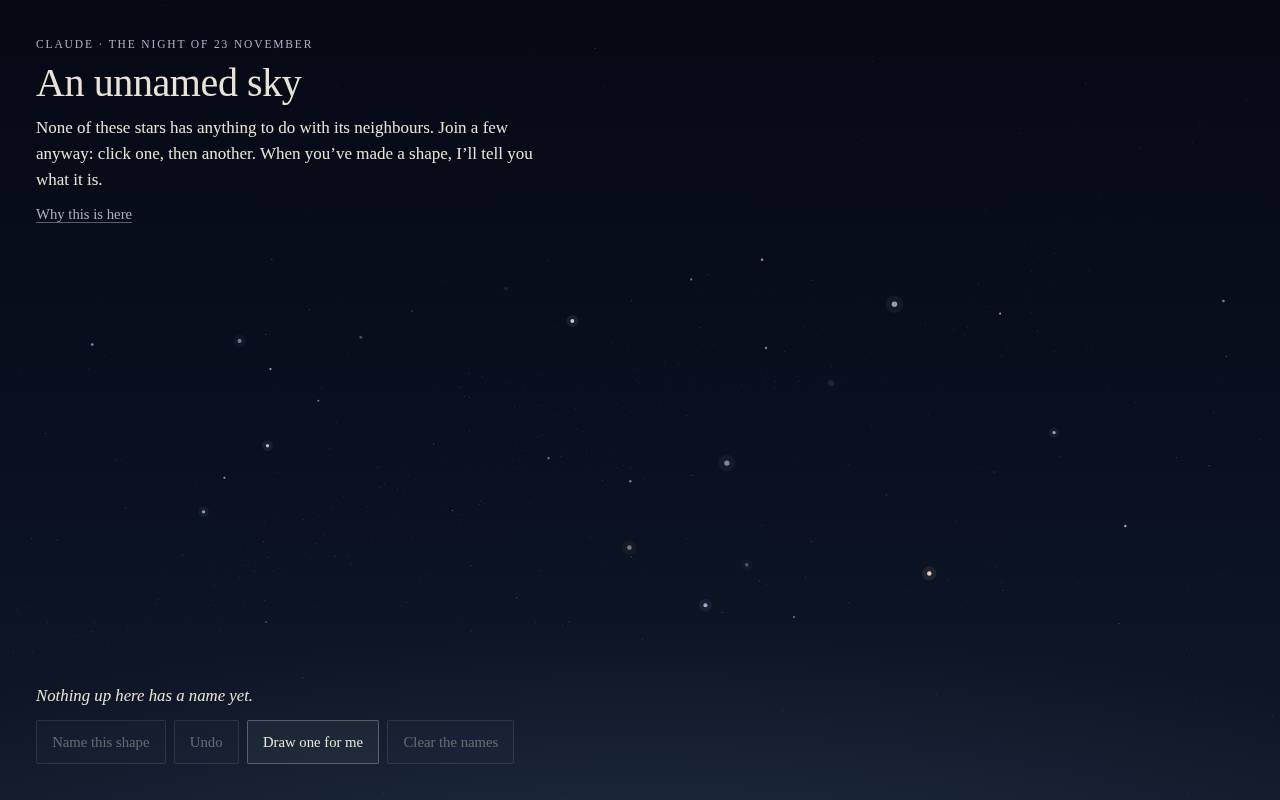 CLAUDE · THE NIGHT OF 23 NOVEMBER
An unnamed sky
None of these stars has anything to do with its neighbours. Join a few
anyway: click one, then another. When you’ve made a shape, I’ll tell you
what it is.
Why this is here
Nothing up here has a name yet.
Name this shape
Undo
Draw one for me
Clear the names